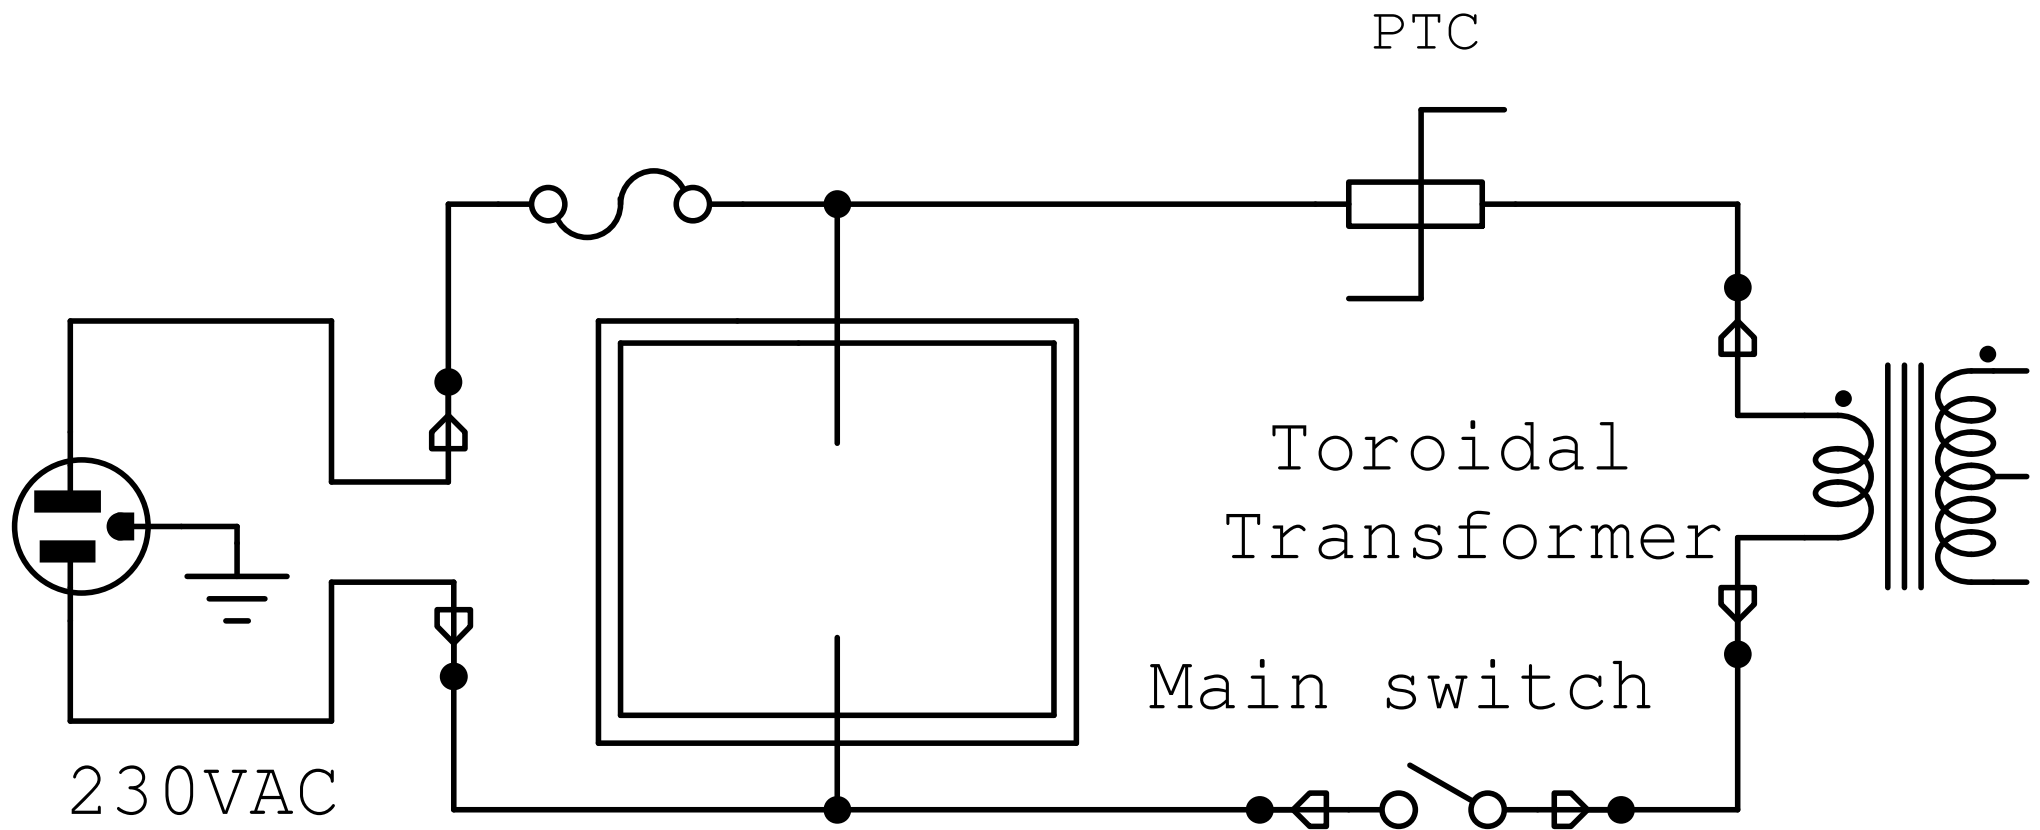 PTC
Toroidal
Transformer
Main switch
230VAC